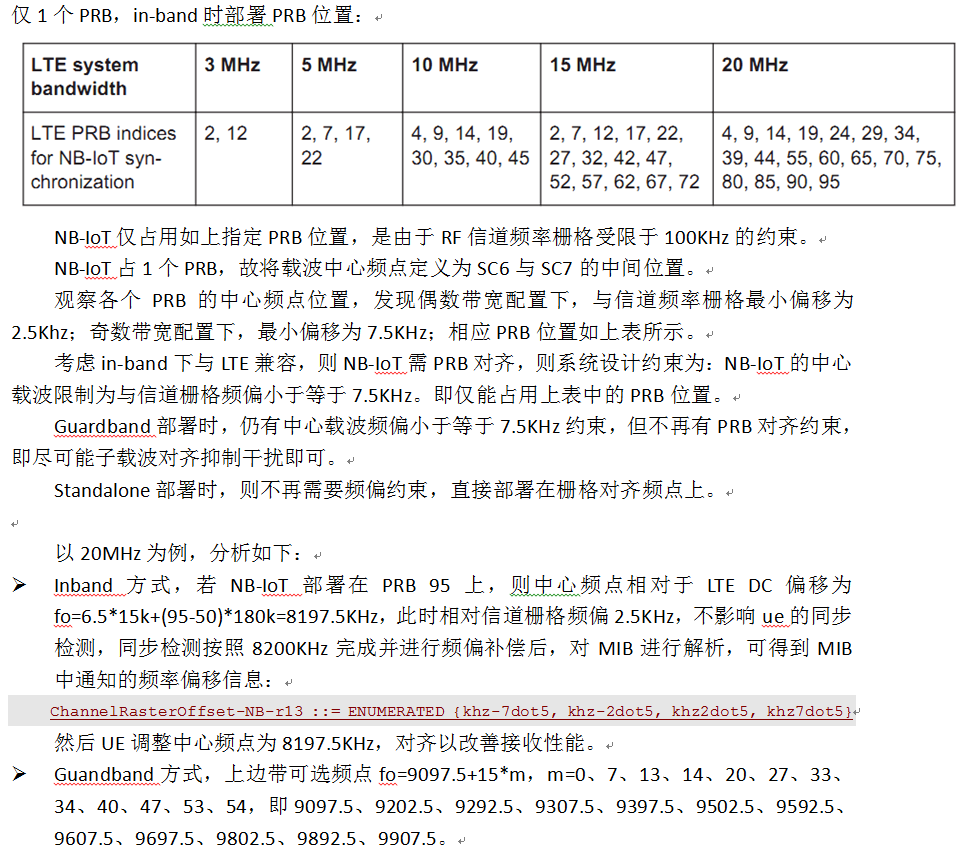 仅 1 个 PRB，in-band 时部署 PRB 位置：
LTE system bandwidth | 3 MHz | 5 MHz | 10 MHz | 15 MHz | 20 MHz
LTE PRB indices for NB-IoT syn-chronization | 2, 12 | 2, 7, 17, 22 | 4, 9, 14, 19, 30, 35, 40, 45 | 2, 7, 12, 17, 22, 27, 32, 42, 47, 52, 57, 62, 67, 72 | 4, 9, 14, 19, 24, 29, 34, 39, 44, 55, 60, 65, 70, 75, 80, 85, 90, 95
NB-IoT 仅占用如上指定 PRB 位置，是由于 RF 信道频率栅格受限于 100KHz 的约束。
NB-IoT 占 1 个 PRB，故将载波中心频点定义为 SC6 与 SC7 的中间位置。
观察各个 PRB 的中心频点位置，发现偶数带宽配置下，与信道频率栅格最小偏移为
2.5Khz；奇数带宽配置下，最小偏移为 7.5KHz；相应 PRB 位置如上表所示。
考虑 in-band 下与 LTE 兼容，则 NB-IoT 需 PRB 对齐，则系统设计约束为：NB-IoT 的中心
载波限制为与信道栅格频偏小于等于 7.5KHz。即仅能占用上表中的 PRB 位置。
Guardband 部署时，仍有中心载波频偏小于等于 7.5KHz 约束，但不再有 PRB 对齐约束，
即尽可能子载波对齐抑制干扰即可。
Standalone 部署时，则不再需要频偏约束，直接部署在栅格对齐频点上。
以 20MHz 为例，分析如下：
➢ Inband 方式，若 NB-IoT 部署在 PRB 95 上，则中心频点相对于 LTE DC 偏移为
fo=6.5*15k+(95-50)*180k=8197.5KHz，此时相对信道栅格频偏 2.5KHz，不影响 ue 的同步
检测，同步检测按照 8200KHz 完成并进行频偏补偿后，对 MIB 进行解析，可得到 MIB
中通知的频率偏移信息：
ChannelRasterOffset-NB-r13 ::= ENUMERATED {khz-7dot5, khz-2dot5, khz2dot5, khz7dot5}
然后 UE 调整中心频点为 8197.5KHz，对齐以改善接收性能。
➢ Guandband 方式，上边带可选频点 fo=9097.5+15*m，m=0、7、13、14、20、27、33、
34、40、47、53、54，即 9097.5、9202.5、9292.5、9307.5、9397.5、9502.5、9592.5、
9607.5、9697.5、9802.5、9892.5、9907.5。